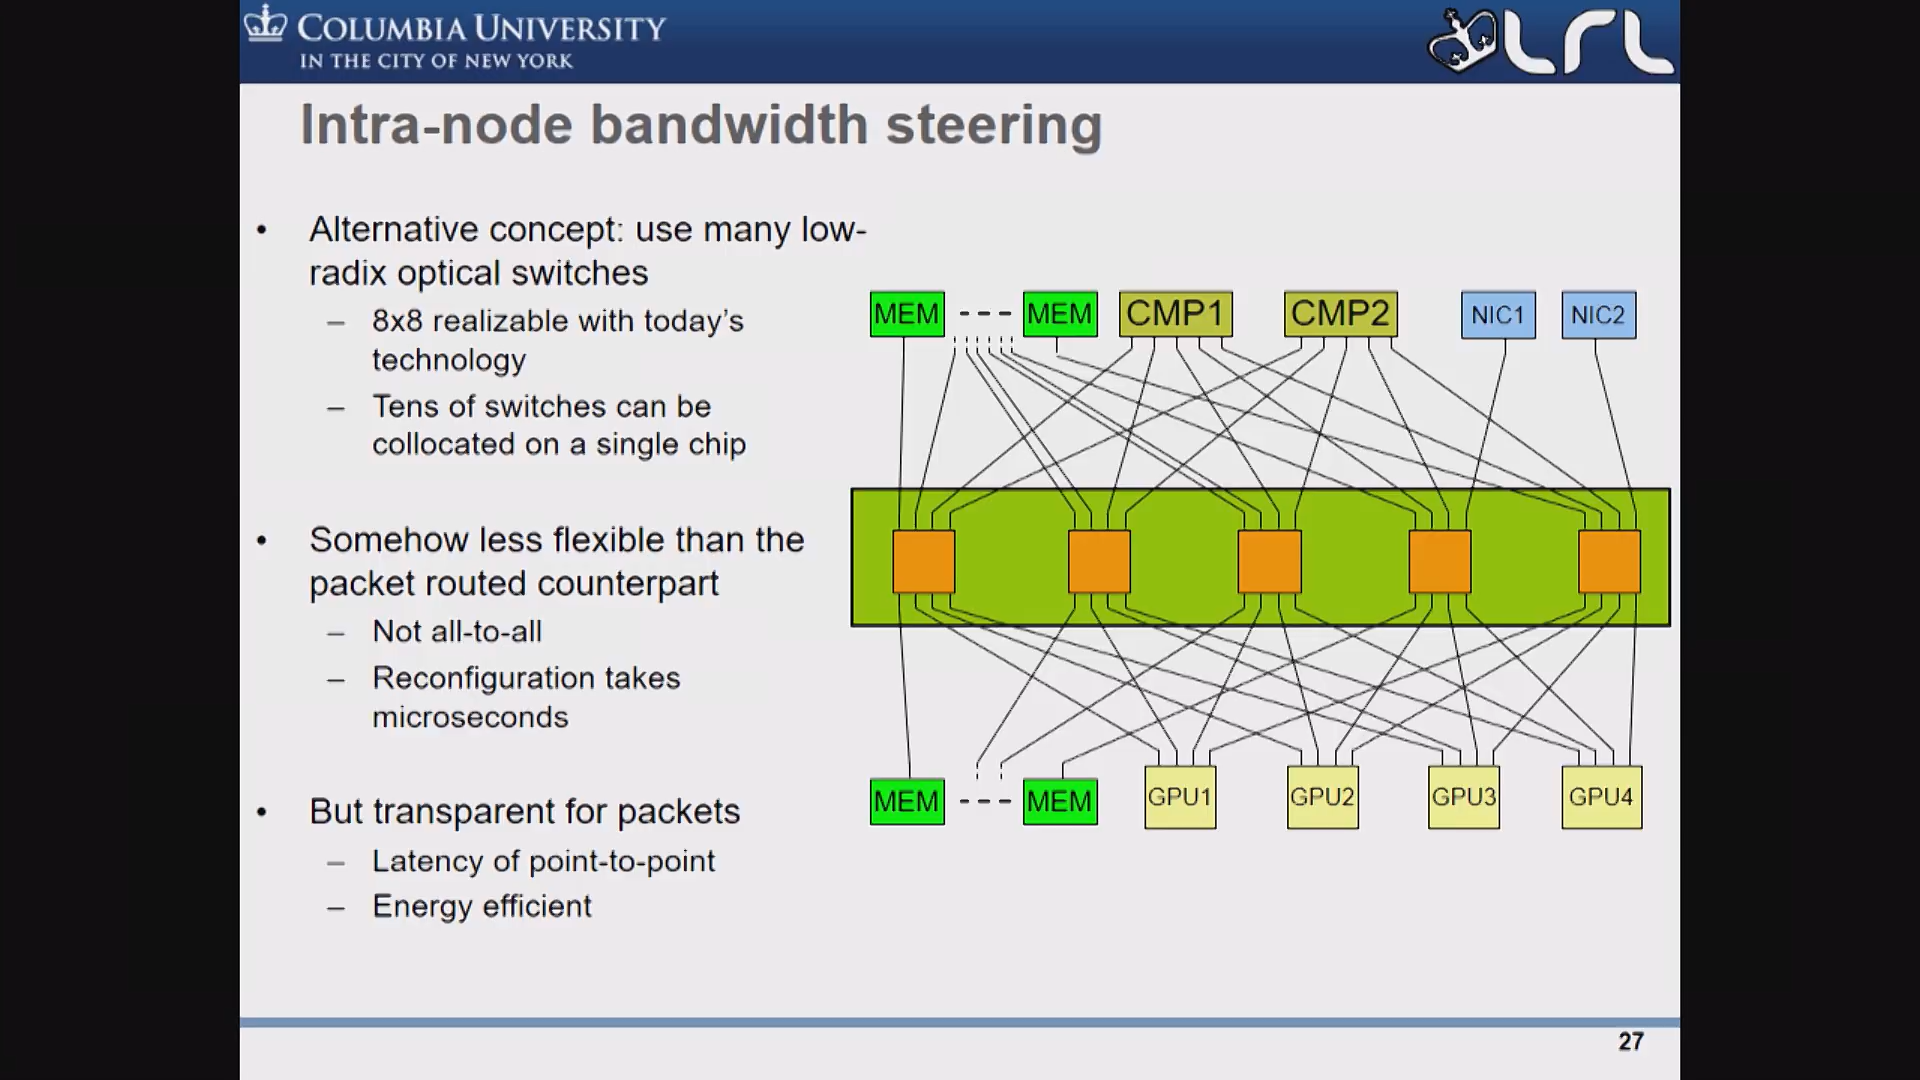 COLUMBIA UNIVERSITY
IN THE CITY OF NEW YORK
LRL
Intra-node bandwidth steering
• Alternative concept: use many low-
radix optical switches
– 8x8 realizable with today's
technology
– Tens of switches can be
collocated on a single chip
• Somehow less flexible than the
packet routed counterpart
– Not all-to-all
– Reconfiguration takes
microseconds
• But transparent for packets
– Latency of point-to-point
– Energy efficient
MEM --- MEM CMP1 CMP2 NIC1 NIC2
MEM --- MEM GPU1 GPU2 GPU3 GPU4
27